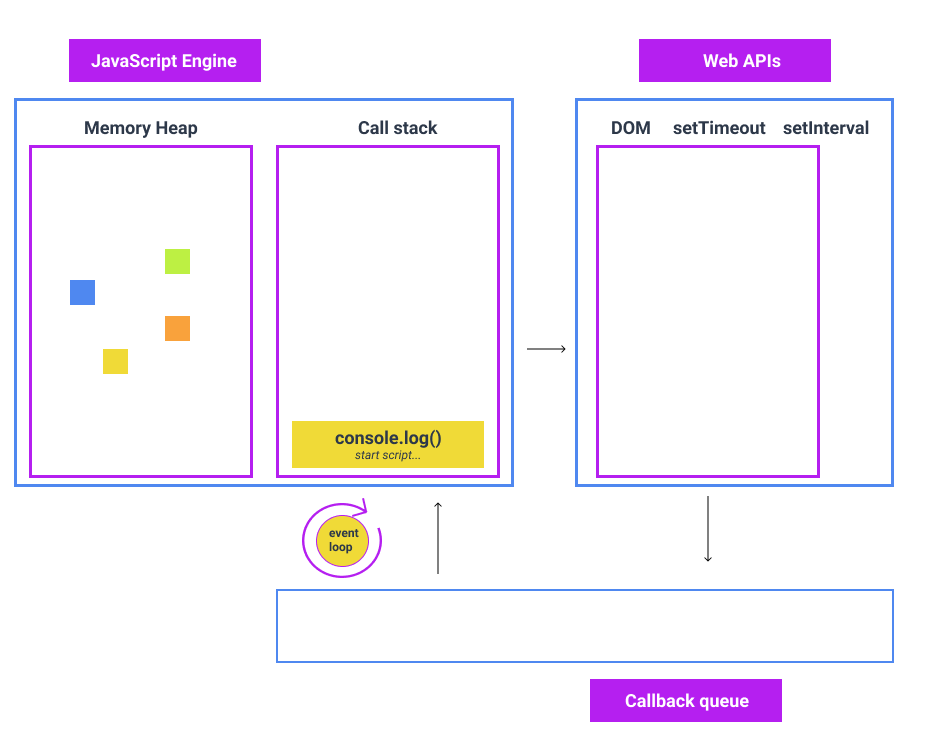 JavaScript Engine
Web APIs
Memory Heap
Call stack
DOM setTimeout setInterval
console.log()
start script...
event
loop
Callback queue